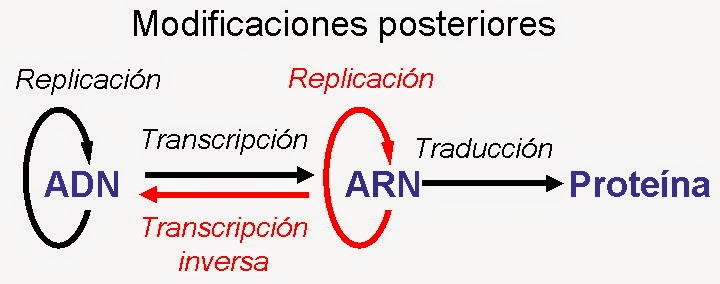 Modificaciones posteriores
Replicación
Replicación
Transcripción
Traducción
ADN
ARN
Proteína
Transcripción
inversa